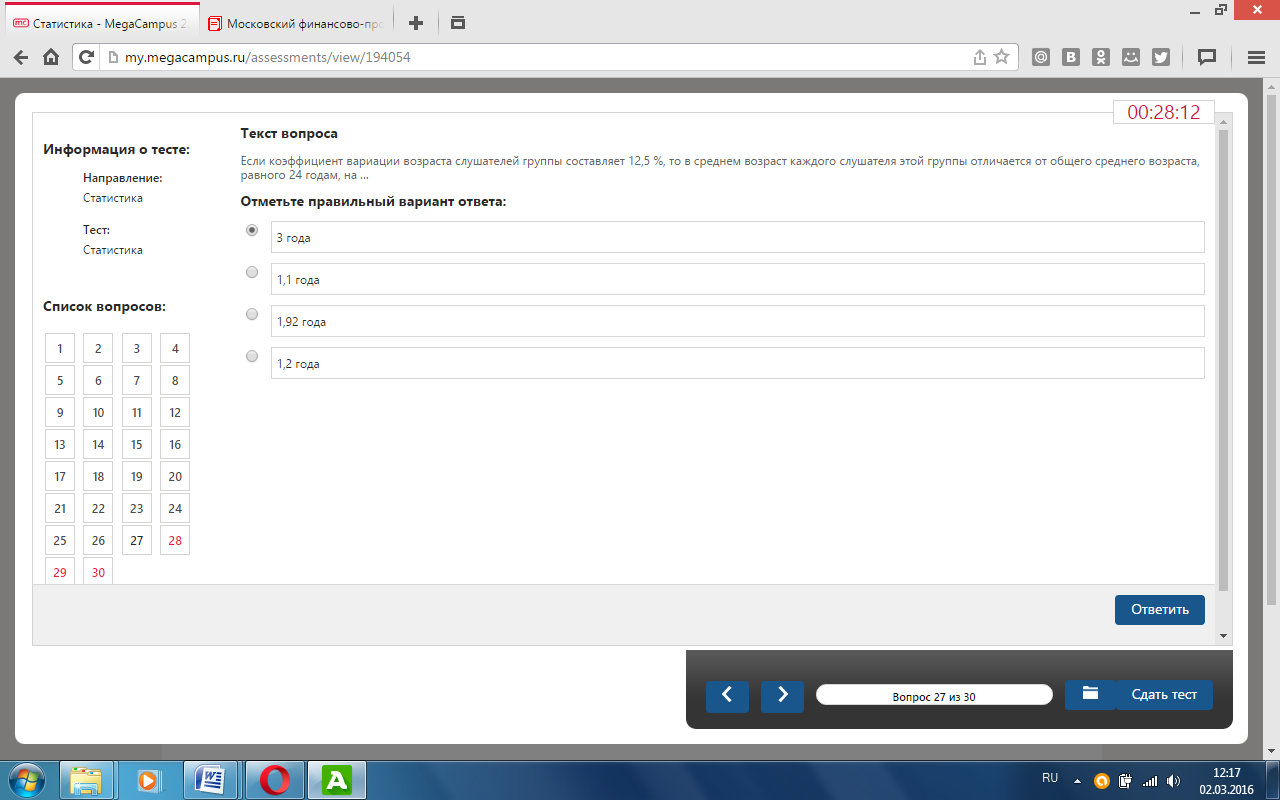 Статистика - MegaCampus 2.
Московский финансово-про
my.megacampus.ru/assessments/view/194054
00:28:12
Информация о тесте:
Направление:
Статистика
Тест:
Статистика
Список вопросов:
1 2 3 4
5 6 7 8
9 10 11 12
13 14 15 16
17 18 19 20
21 22 23 24
25 26 27 28
29 30
Текст вопроса
Если коэффициент вариации возраста слушателей группы составляет 12,5 %, то в среднем возраст каждого слушателя этой группы отличается от общего среднего возраста,
равного 24 годам, на ...
Отметьте правильный вариант ответа:
3 года
1,1 года
1,92 года
1,2 года
Ответить
Вопрос 27 из 30
Сдать тест
RU
12:17
02.03.2016